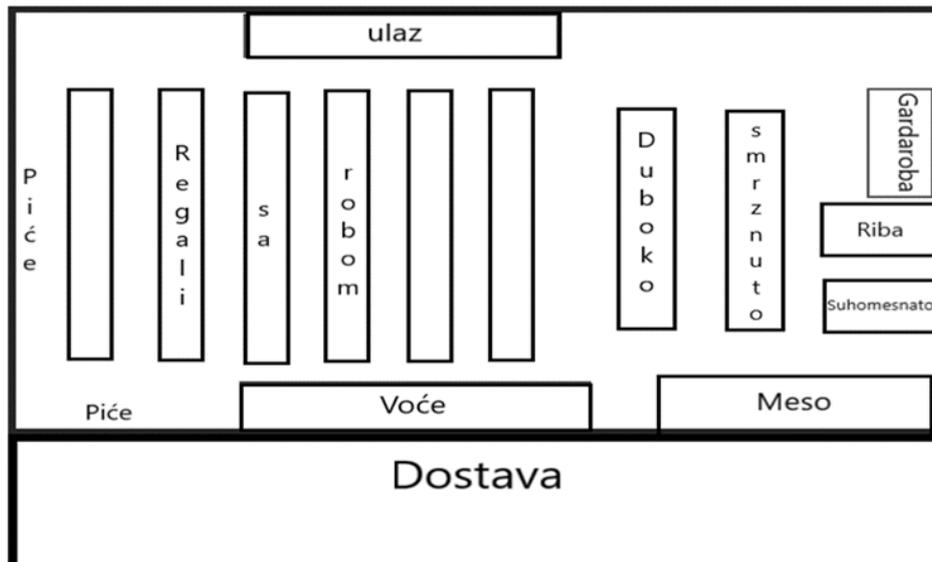 ulaz
Piće
Regali
sa
robom
Duboko
smrznuto
Gardaroba
Riba
Suhomesnato
Piće
Voće
Meso
Dostava